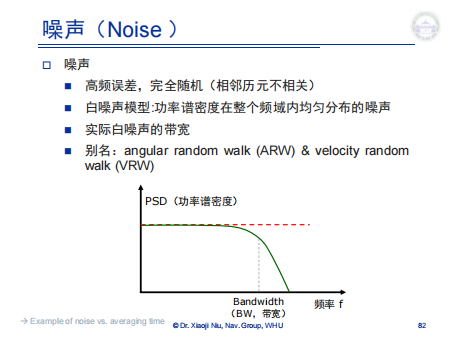 噪声（Noise ）
噪声
高频误差，完全随机（相邻历元不相关）
白噪声模型:功率谱密度在整个频域内均匀分布的噪声
实际白噪声的带宽
别名：angular random walk (ARW) & velocity random
walk (VRW)
PSD（功率谱密度）
Bandwidth
（BW，带宽）
频率 f
→ Example of noise vs. averaging time
© Dr. Xiaoji Niu, Nav. Group, WHU
82